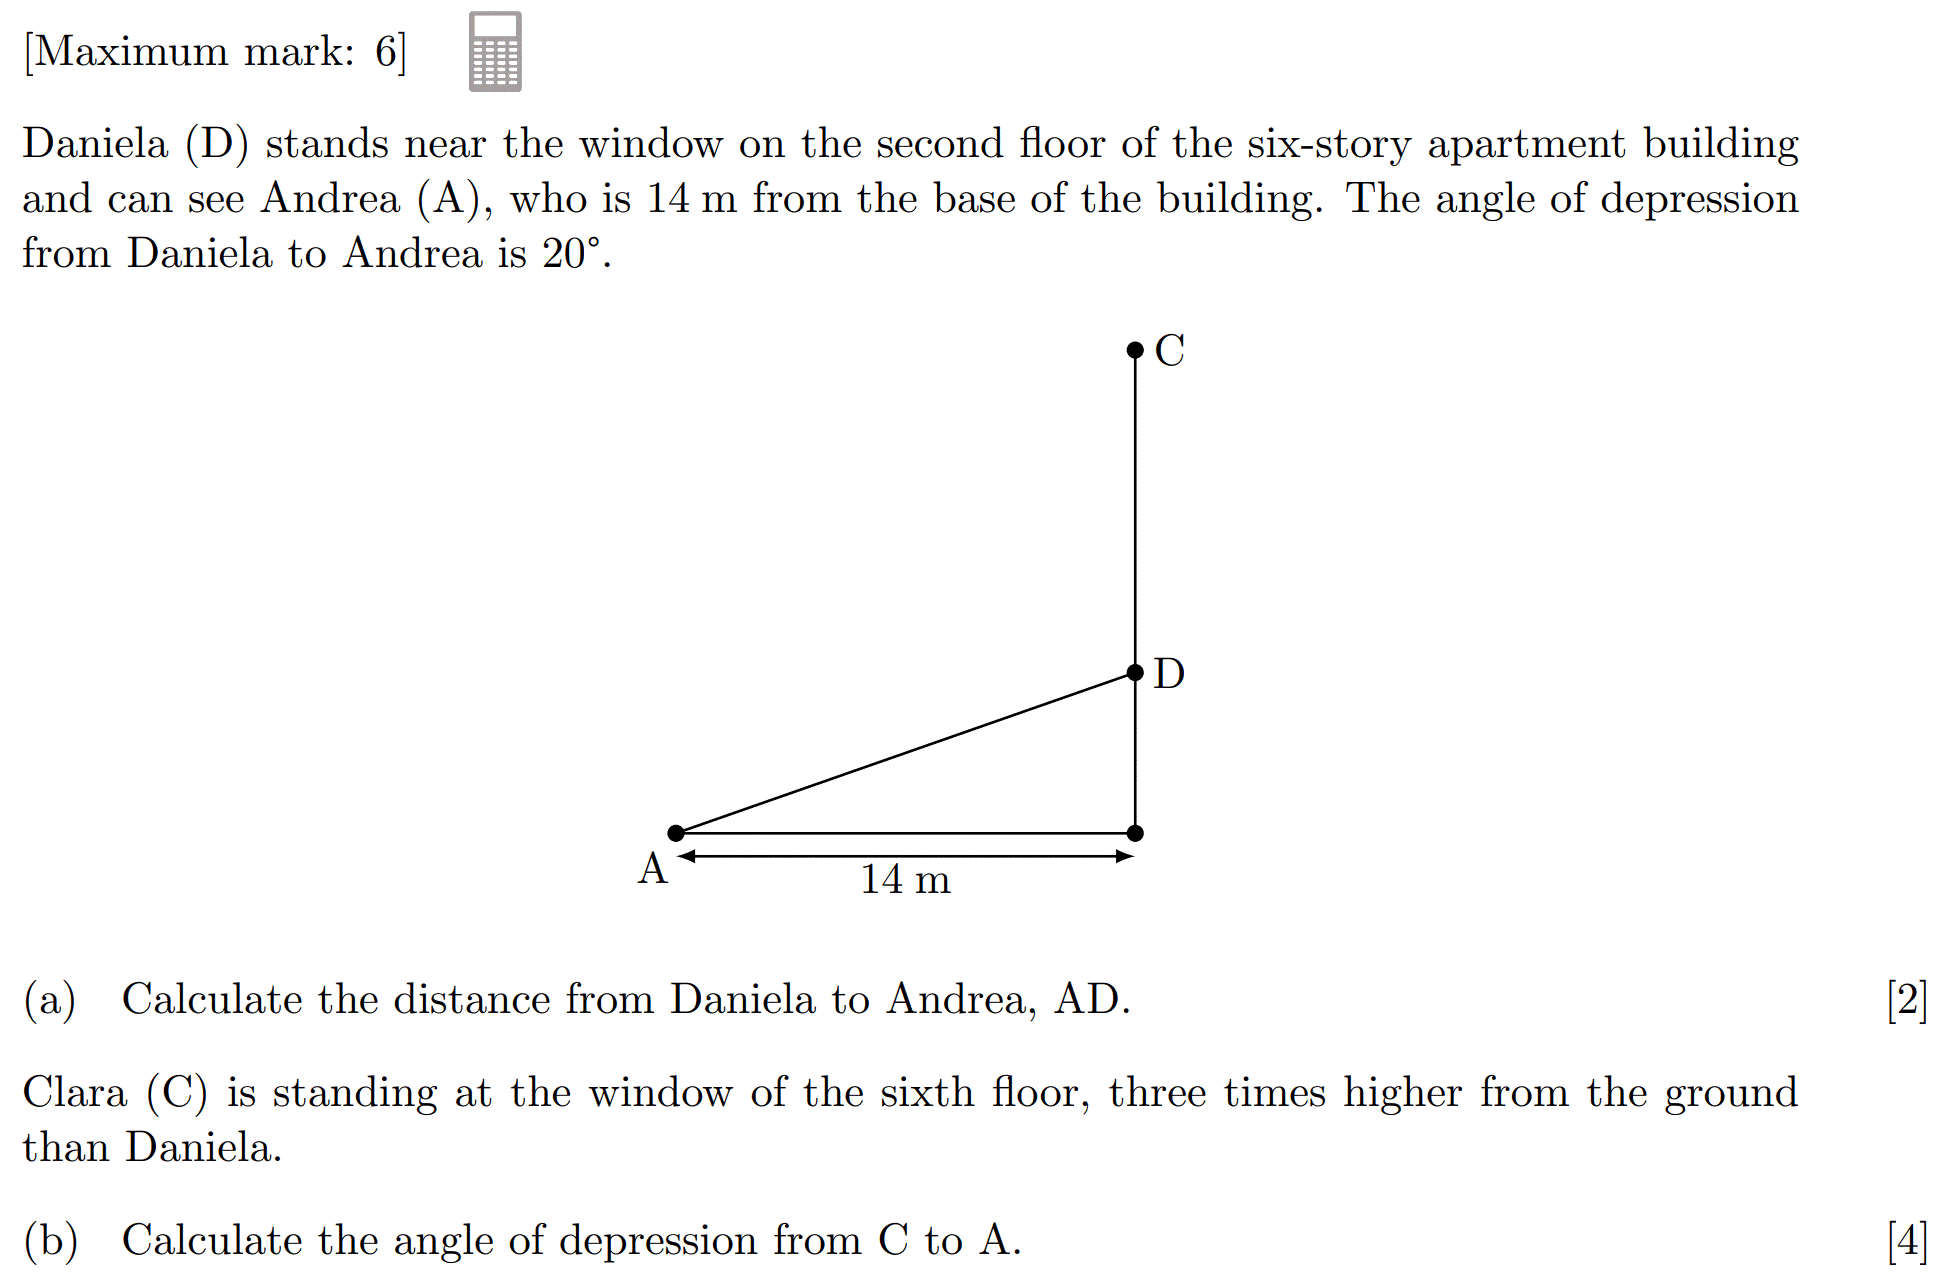 [Maximum mark: 6]
Daniela (D) stands near the window on the second floor of the six-story apartment building
and can see Andrea (A), who is 14 m from the base of the building. The angle of depression
from Daniela to Andrea is 20°.
C
D
A
14 m
(a) Calculate the distance from Daniela to Andrea, AD. [2]
Clara (C) is standing at the window of the sixth floor, three times higher from the ground
than Daniela.
(b) Calculate the angle of depression from C to A. [4]